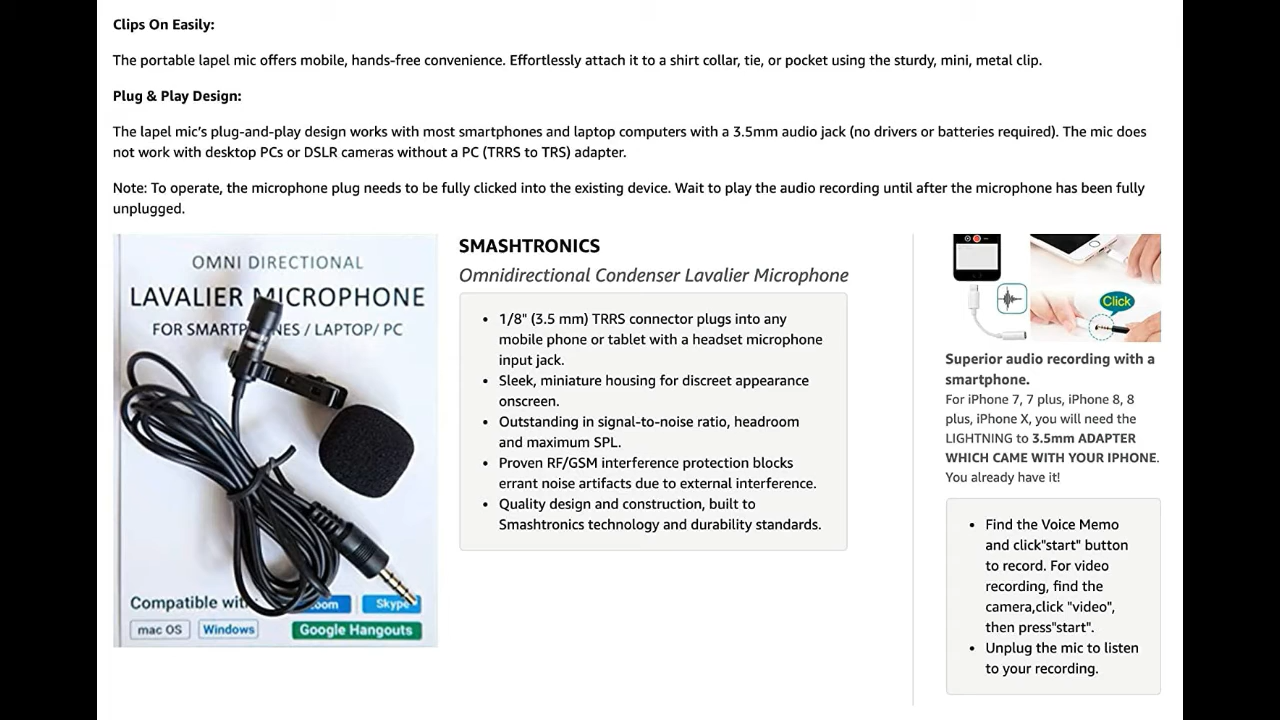 Clips On Easily:
The portable lapel mic offers mobile, hands-free convenience. Effortlessly attach it to a shirt collar, tie, or pocket using the sturdy, mini, metal clip.
Plug & Play Design:
The lapel mic's plug-and-play design works with most smartphones and laptop computers with a 3.5mm audio jack (no drivers or batteries required). The mic does
not work with desktop PCs or DSLR cameras without a PC (TRRS to TRS) adapter.
Note: To operate, the microphone plug needs to be fully clicked into the existing device. Wait to play the audio recording until after the microphone has been fully
unplugged.
OMNI DIRECTIONAL
LAVALIER MICROPHONE
FOR SMARTPHONES / LAPTOP/ PC
Compatible with
Skype
mac OS
Windows
Google Hangouts
SMASHTRONICS
Omnidirectional Condenser Lavalier Microphone
• 1/8" (3.5 mm) TRRS connector plugs into any
mobile phone or tablet with a headset microphone
input jack.
• Sleek, miniature housing for discreet appearance
onscreen.
• Outstanding in signal-to-noise ratio, headroom
and maximum SPL.
• Proven RF/GSM interference protection blocks
errant noise artifacts due to external interference.
• Quality design and construction, built to
Smashtronics technology and durability standards.
Click
Superior audio recording with a
smartphone.
For iPhone 7, 7 plus, iPhone 8, 8
plus, iPhone X, you will need the
LIGHTNING to 3.5mm ADAPTER
WHICH CAME WITH YOUR IPHONE.
You already have it!
• Find the Voice Memo
and click"start" button
to record. For video
recording, find the
camera,click "video",
then press"start".
• Unplug the mic to listen
to your recording.